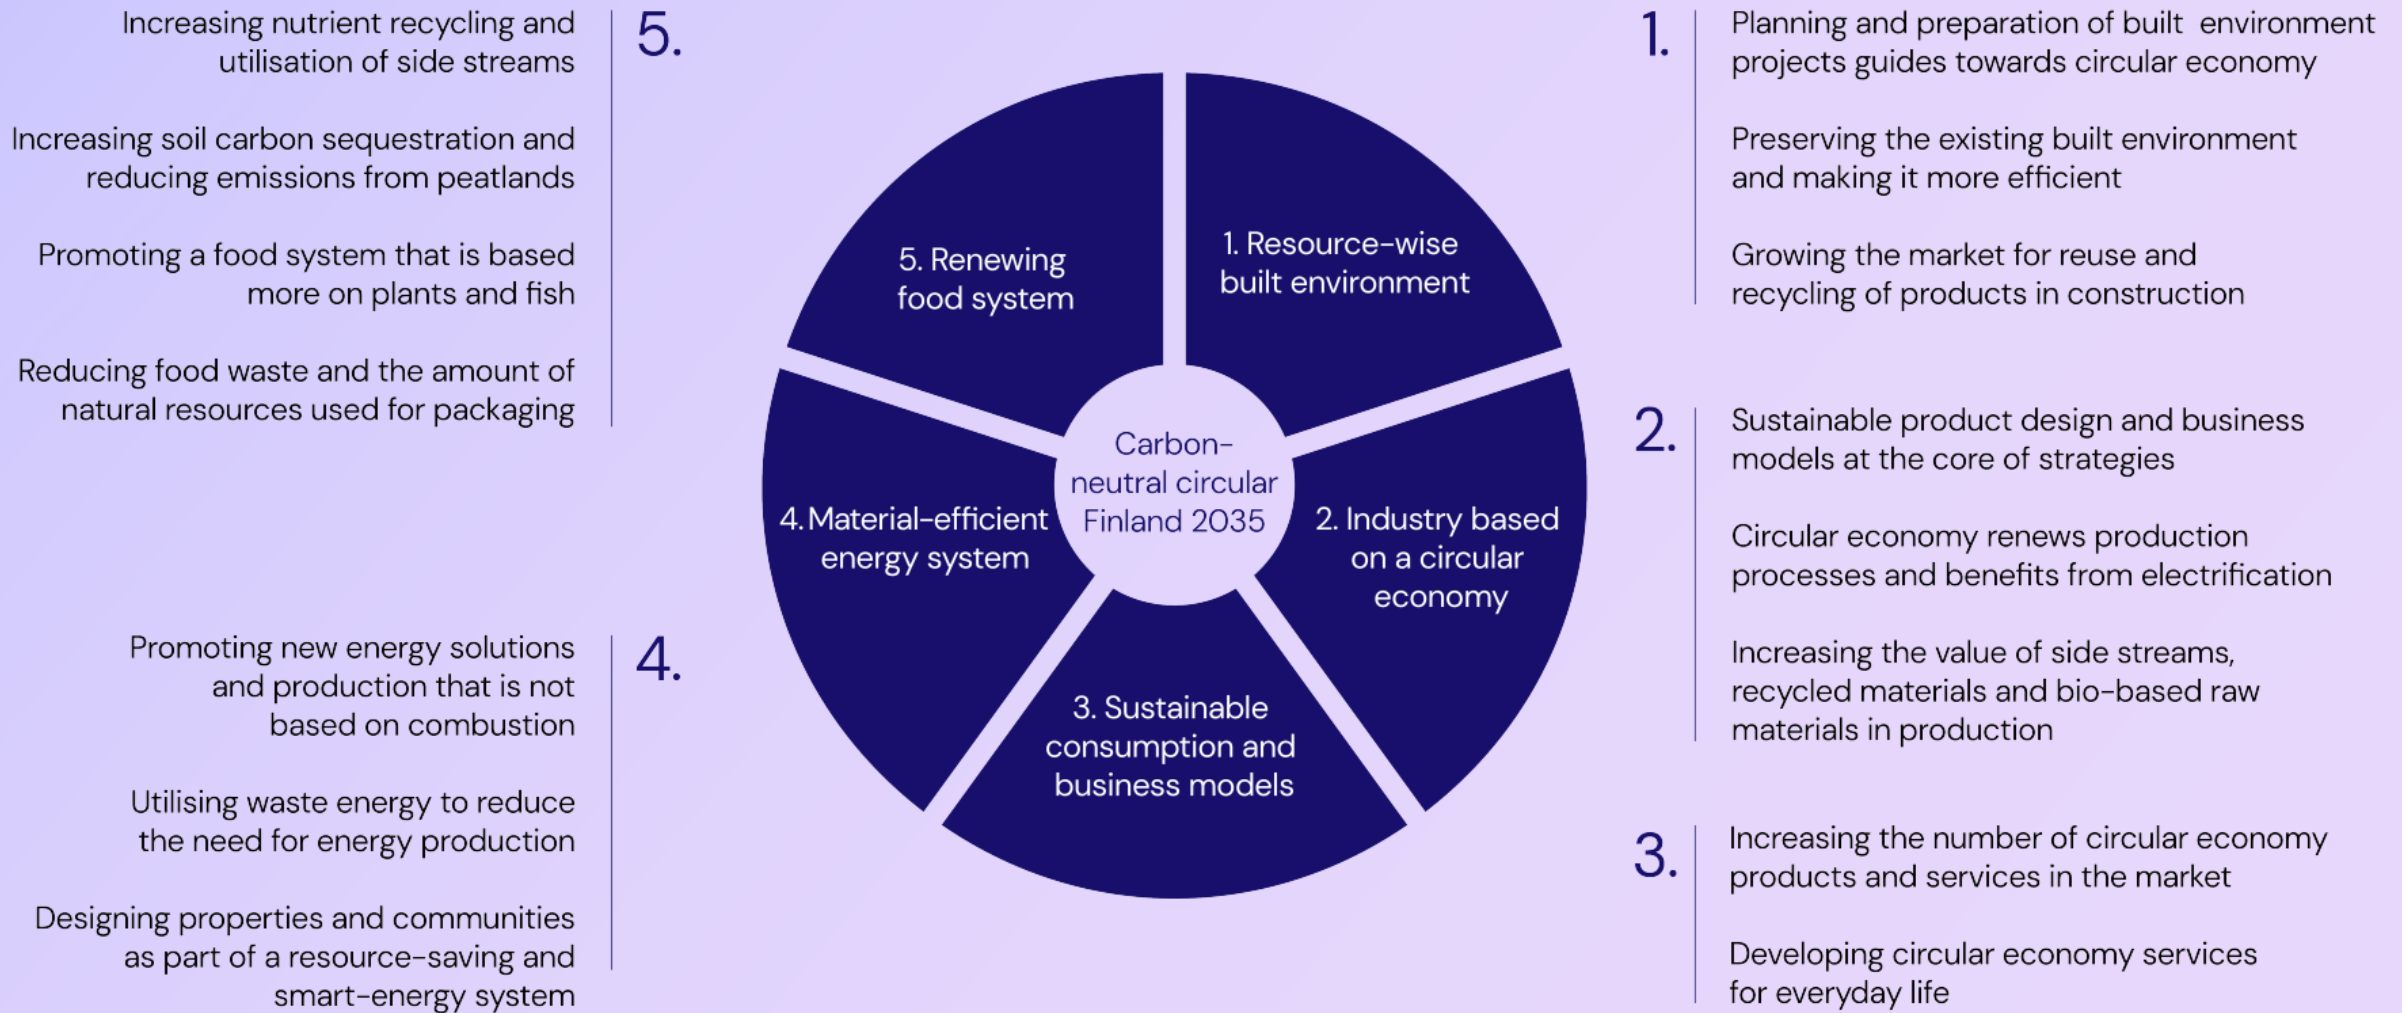 5.
Increasing nutrient recycling and
utilisation of side streams
Increasing soil carbon sequestration and
reducing emissions from peatlands
Promoting a food system that is based
more on plants and fish
Reducing food waste and the amount of
natural resources used for packaging
4.
Promoting new energy solutions
and production that is not
based on combustion
Utilising waste energy to reduce
the need for energy production
Designing properties and communities
as part of a resource-saving and
smart-energy system
5. Renewing
food system
1. Resource-wise
built environment
Carbon-
neutral circular
Finland 2035
4. Material-efficient
energy system
2. Industry based
on a circular
economy
3. Sustainable
consumption and
business models
1.
Planning and preparation of built environment
projects guides towards circular economy
Preserving the existing built environment
and making it more efficient
Growing the market for reuse and
recycling of products in construction
2.
Sustainable product design and business
models at the core of strategies
Circular economy renews production
processes and benefits from electrification
Increasing the value of side streams,
recycled materials and bio-based raw
materials in production
3.
Increasing the number of circular economy
products and services in the market
Developing circular economy services
for everyday life